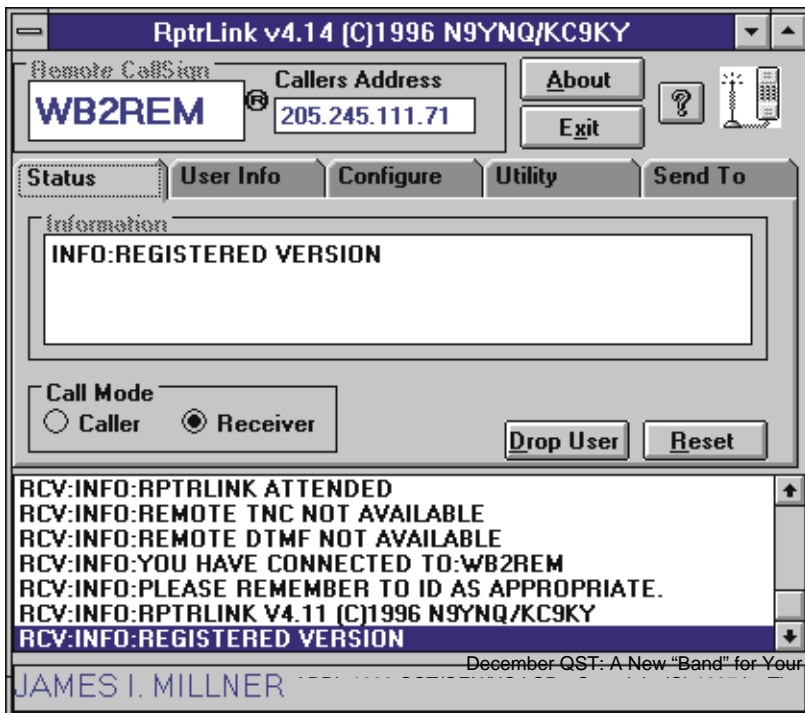 RptrLink v4.14 (C)1996 N9YNQ/KC9KY
Remote CallSign
WB2REM
®
Callers Address
205.245.111.71
About
Exit
?
Status
User Info
Configure
Utility
Send To
Information
INFO:REGISTERED VERSION
Call Mode
Caller
Receiver
Drop User
Reset
RCV:INFO:RPTRLINK ATTENDED
RCV:INFO:REMOTE TNC NOT AVAILABLE
RCV:INFO:REMOTE DTMF NOT AVAILABLE
RCV:INFO:YOU HAVE CONNECTED TO:WB2REM
RCV:INFO:PLEASE REMEMBER TO ID AS APPROPRIATE.
RCV:INFO:RPTRLINK V4.11 (C)1996 N9YNQ/KC9KY
RCV:INFO:REGISTERED VERSION
December QST: A New “Band” for Your
JAMES I. MILLNER